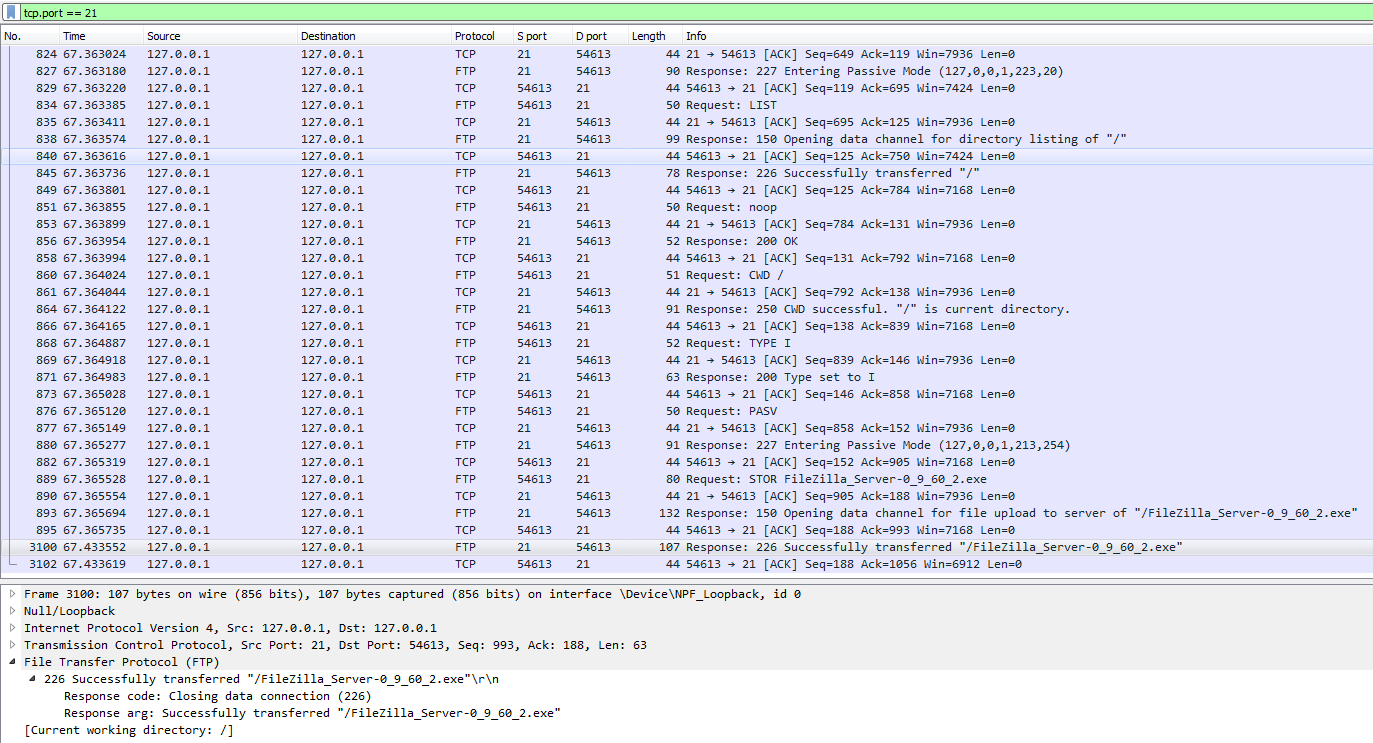 tcp.port == 21
No. Time Source Destination Protocol S port D port Length Info
824 67.363024 127.0.0.1 127.0.0.1 TCP 21 54613 44 21 → 54613 [ACK] Seq=649 Ack=119 Win=7936 Len=0
827 67.363180 127.0.0.1 127.0.0.1 FTP 21 54613 90 Response: 227 Entering Passive Mode (127,0,0,1,223,20)
829 67.363220 127.0.0.1 127.0.0.1 TCP 54613 21 44 54613 → 21 [ACK] Seq=119 Ack=695 Win=7424 Len=0
834 67.363385 127.0.0.1 127.0.0.1 FTP 54613 21 50 Request: LIST
835 67.363411 127.0.0.1 127.0.0.1 TCP 21 54613 44 21 → 54613 [ACK] Seq=695 Ack=125 Win=7936 Len=0
838 67.363574 127.0.0.1 127.0.0.1 FTP 21 54613 99 Response: 150 Opening data channel for directory listing of "/"
840 67.363616 127.0.0.1 127.0.0.1 TCP 54613 21 44 54613 → 21 [ACK] Seq=125 Ack=750 Win=7424 Len=0
845 67.363736 127.0.0.1 127.0.0.1 FTP 21 54613 78 Response: 226 Successfully transferred "/"
849 67.363801 127.0.0.1 127.0.0.1 TCP 54613 21 44 54613 → 21 [ACK] Seq=125 Ack=784 Win=7168 Len=0
851 67.363855 127.0.0.1 127.0.0.1 FTP 54613 21 50 Request: noop
853 67.363899 127.0.0.1 127.0.0.1 TCP 21 54613 44 21 → 54613 [ACK] Seq=784 Ack=131 Win=7936 Len=0
856 67.363954 127.0.0.1 127.0.0.1 FTP 21 54613 52 Response: 200 OK
858 67.363994 127.0.0.1 127.0.0.1 TCP 54613 21 44 54613 → 21 [ACK] Seq=131 Ack=792 Win=7168 Len=0
860 67.364024 127.0.0.1 127.0.0.1 FTP 54613 21 51 Request: CWD /
861 67.364044 127.0.0.1 127.0.0.1 TCP 21 54613 44 21 → 54613 [ACK] Seq=792 Ack=138 Win=7936 Len=0
864 67.364122 127.0.0.1 127.0.0.1 FTP 21 54613 91 Response: 250 CWD successful. "/" is current directory.
866 67.364165 127.0.0.1 127.0.0.1 TCP 54613 21 44 54613 → 21 [ACK] Seq=138 Ack=839 Win=7168 Len=0
868 67.364887 127.0.0.1 127.0.0.1 FTP 54613 21 52 Request: TYPE I
869 67.364918 127.0.0.1 127.0.0.1 TCP 21 54613 44 21 → 54613 [ACK] Seq=839 Ack=146 Win=7936 Len=0
871 67.364983 127.0.0.1 127.0.0.1 FTP 21 54613 63 Response: 200 Type set to I
873 67.365028 127.0.0.1 127.0.0.1 TCP 54613 21 44 54613 → 21 [ACK] Seq=146 Ack=858 Win=7168 Len=0
876 67.365120 127.0.0.1 127.0.0.1 FTP 54613 21 50 Request: PASV
877 67.365149 127.0.0.1 127.0.0.1 TCP 21 54613 44 21 → 54613 [ACK] Seq=858 Ack=152 Win=7936 Len=0
880 67.365277 127.0.0.1 127.0.0.1 FTP 21 54613 91 Response: 227 Entering Passive Mode (127,0,0,1,213,254)
882 67.365319 127.0.0.1 127.0.0.1 TCP 54613 21 44 54613 → 21 [ACK] Seq=152 Ack=905 Win=7168 Len=0
889 67.365528 127.0.0.1 127.0.0.1 FTP 54613 21 80 Request: STOR FileZilla_Server-0_9_60_2.exe
890 67.365554 127.0.0.1 127.0.0.1 TCP 21 54613 44 21 → 54613 [ACK] Seq=905 Ack=188 Win=7936 Len=0
893 67.365694 127.0.0.1 127.0.0.1 FTP 21 54613 132 Response: 150 Opening data channel for file upload to server of "/FileZilla_Server-0_9_60_2.exe"
895 67.365735 127.0.0.1 127.0.0.1 TCP 54613 21 44 54613 → 21 [ACK] Seq=188 Ack=993 Win=7168 Len=0
3100 67.433552 127.0.0.1 127.0.0.1 FTP 21 54613 107 Response: 226 Successfully transferred "/FileZilla_Server-0_9_60_2.exe"
3102 67.433619 127.0.0.1 127.0.0.1 TCP 54613 21 44 54613 → 21 [ACK] Seq=188 Ack=1056 Win=6912 Len=0
Frame 3100: 107 bytes on wire (856 bits), 107 bytes captured (856 bits) on interface \Device\NPF_Loopback, id 0
Null/Loopback
Internet Protocol Version 4, Src: 127.0.0.1, Dst: 127.0.0.1
Transmission Control Protocol, Src Port: 21, Dst Port: 54613, Seq: 993, Ack: 188, Len: 63
File Transfer Protocol (FTP)
226 Successfully transferred "/FileZilla_Server-0_9_60_2.exe"\r\n
Response code: Closing data connection (226)
Response arg: Successfully transferred "/FileZilla_Server-0_9_60_2.exe"
[Current working directory: /]